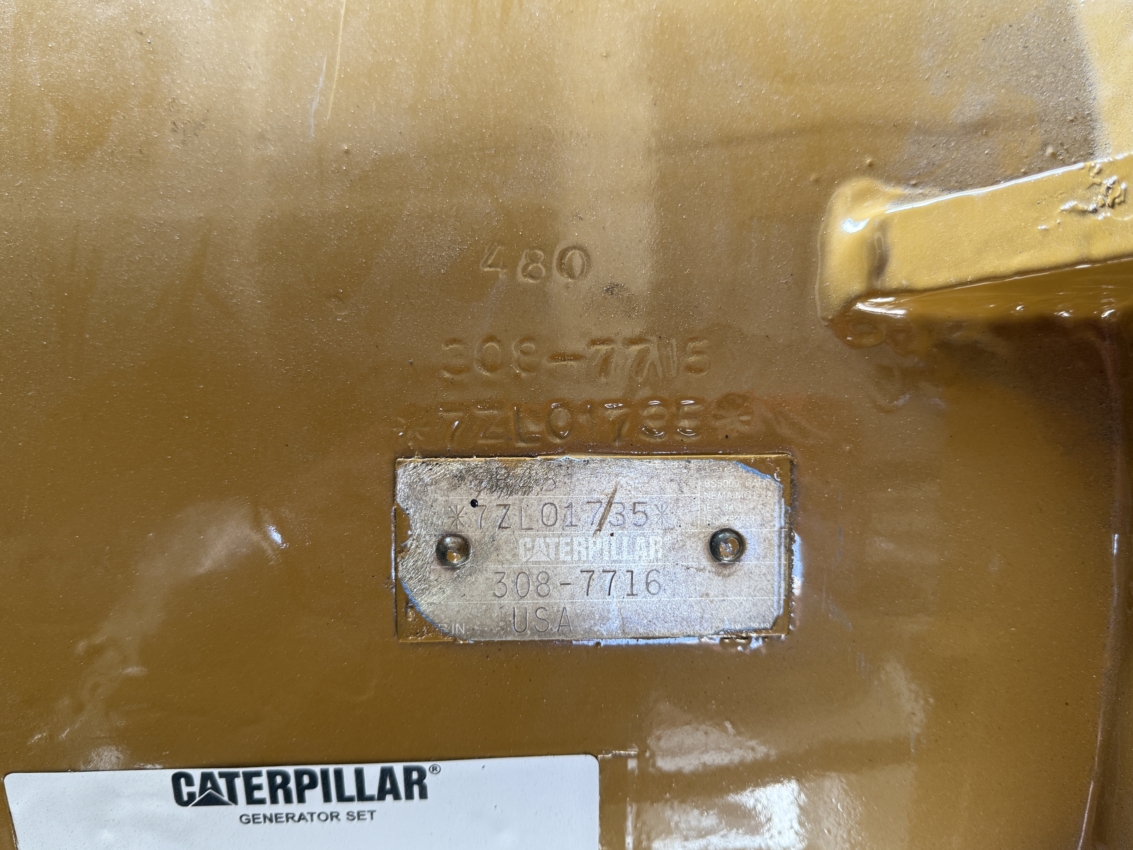 480
308-7715
*7ZL01735*
*7ZL01735*
CATERPILLAR
308-7716
USA
CATERPILLAR®
GENERATOR SET